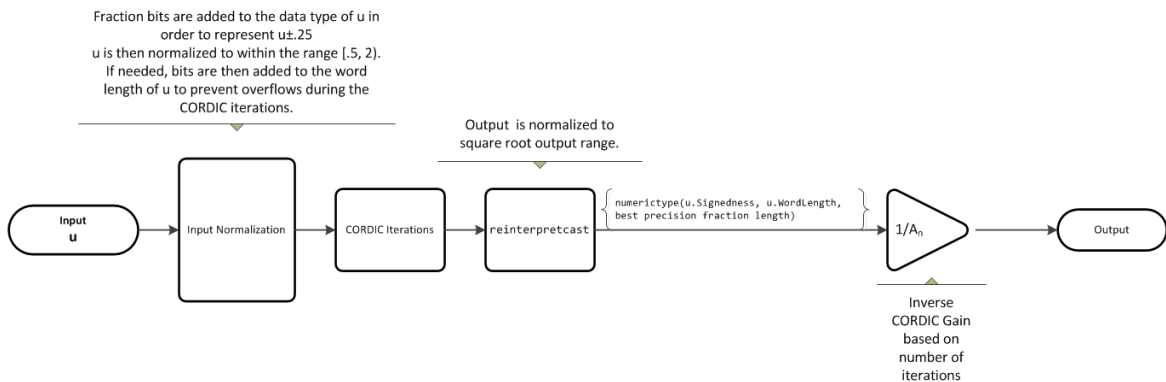 Fraction bits are added to the data type of u in
order to represent u±.25
u is then normalized to within the range [.5, 2).
If needed, bits are then added to the word
length of u to prevent overflows during the
CORDIC iterations.
Output is normalized to
square root output range.
Input
u
Input Normalization
CORDIC Iterations
reinterpretcast
numerictype(u.Signedness, u.WordLength,
best precision fraction length)
1/Aₙ
Output
Inverse
CORDIC Gain
based on
number of
iterations